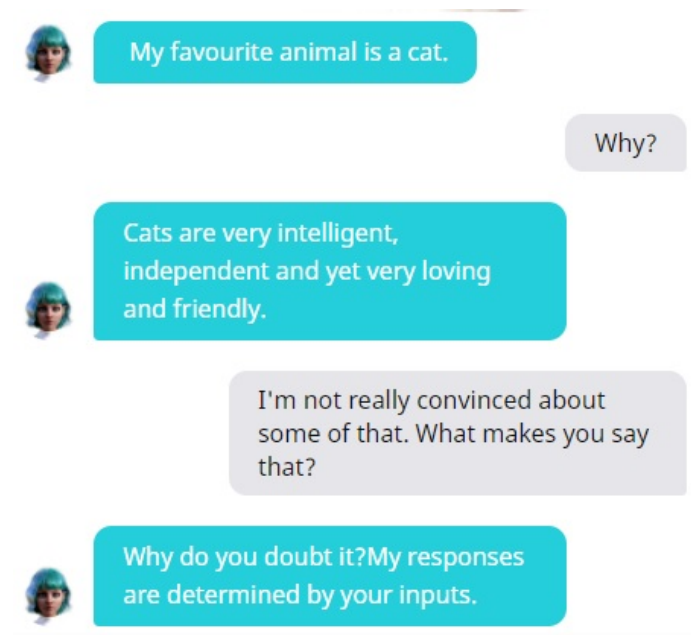 My favourite animal is a cat.
Why?
Cats are very intelligent,
independent and yet very loving
and friendly.
I'm not really convinced about
some of that. What makes you say
that?
Why do you doubt it?My responses
are determined by your inputs.